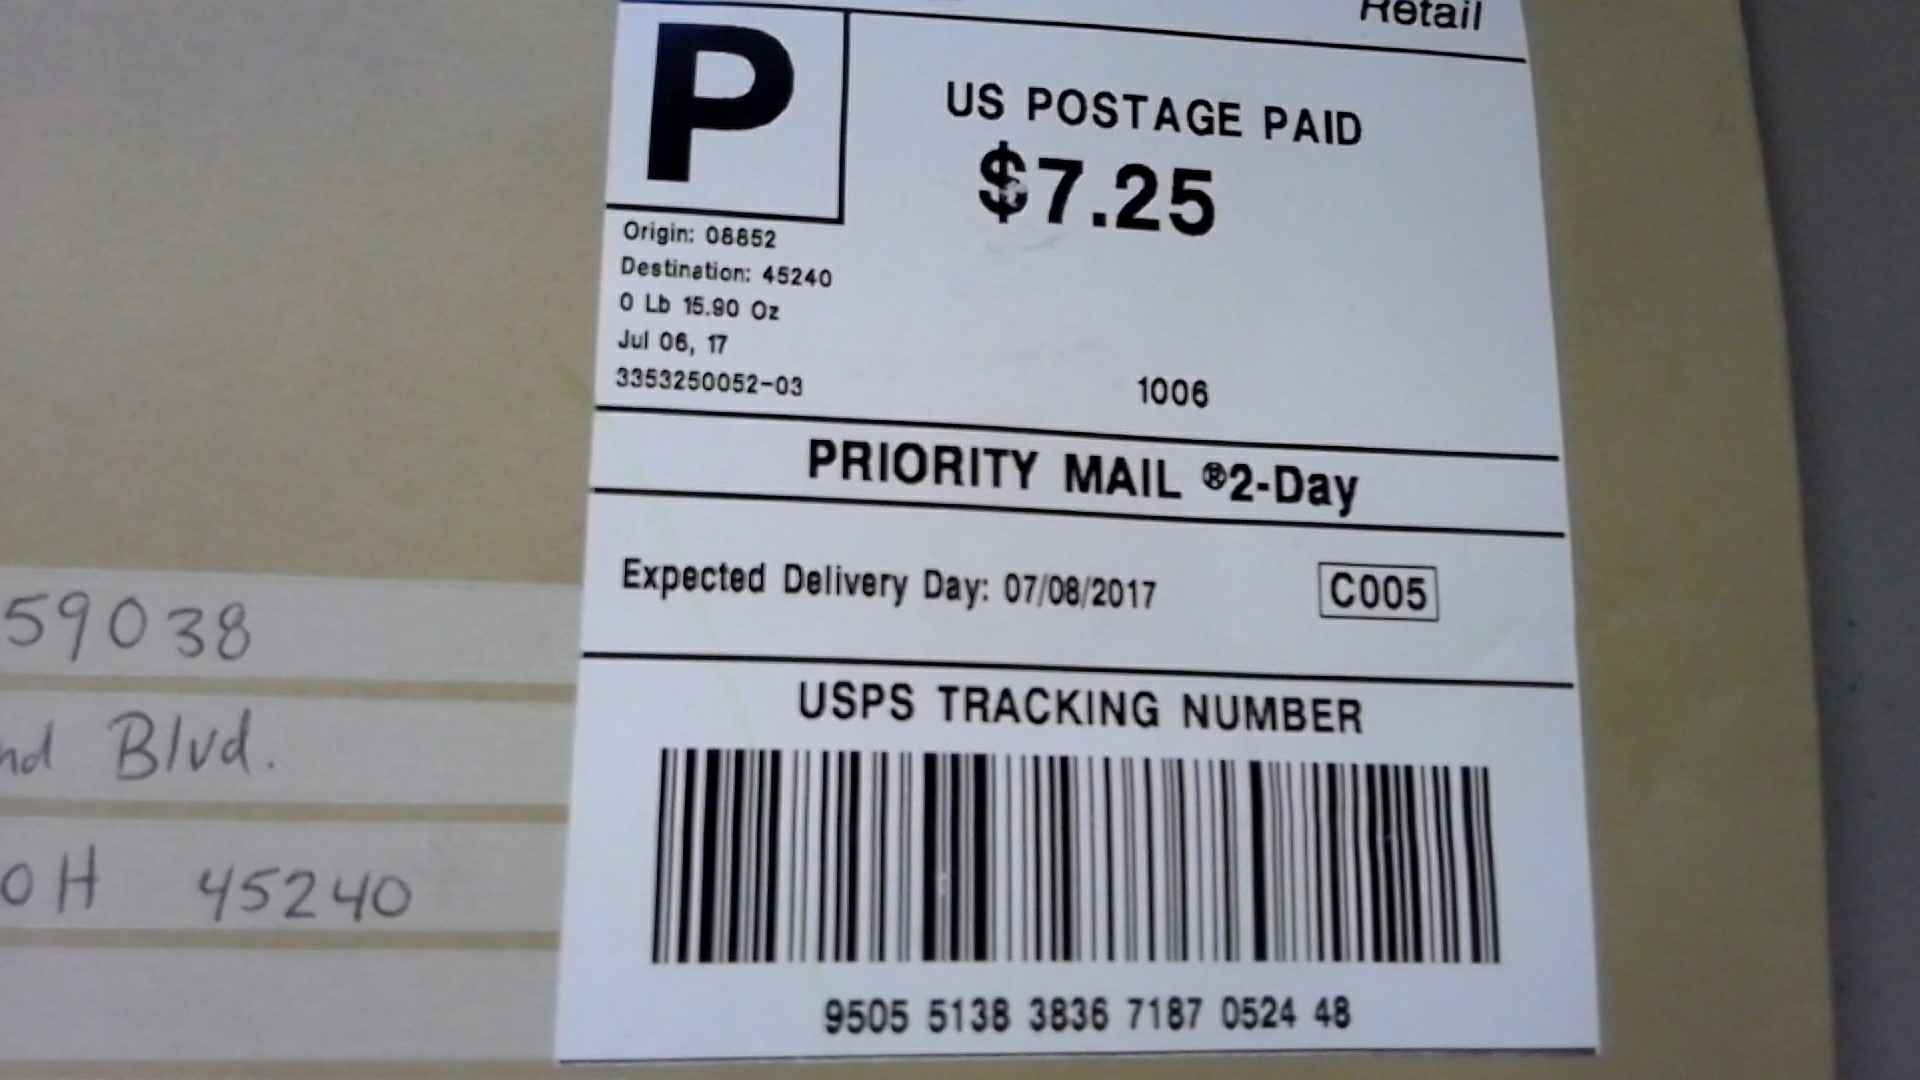 Retail
P
US POSTAGE PAID
$7.25
Origin: 08852
Destination: 45240
0 Lb 15.90 Oz
Jul 06, 17
3353250052-03
1006
PRIORITY MAIL ®2-Day
Expected Delivery Day: 07/08/2017
C005
USPS TRACKING NUMBER
9505 5138 3836 7187 0524 48
59038
nd Blvd.
OH 45240